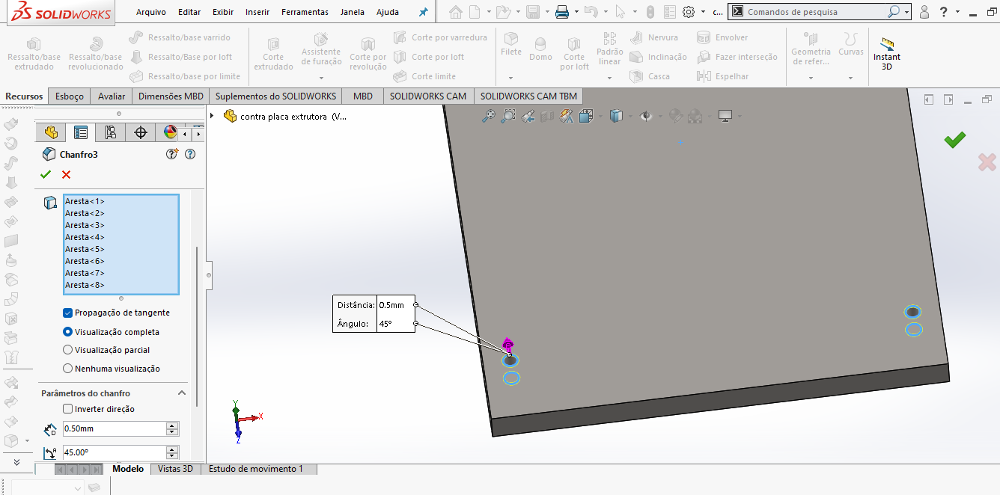 SOLIDWORKS
Arquivo Editar Exibir Inserir Ferramentas Janela Ajuda
c...
Comandos de pesquisa
?
Ressalto/base extrudado
Ressalto/base revolucionado
Ressalto/base varrido
Ressalto/Base por loft
Ressalto/base por limite
Corte extrudado
Assistente de furação
Corte por revolução
Corte por varredura
Corte por loft
Corte limite
Filete
Domo
Corte por loft
Padrão linear
Nervura
Inclinação
Casca
Envolver
Fazer interseção
Espelhar
Geometria de refer...
Curvas
Instant 3D
Recursos Esboço Avaliar Dimensões MBD Suplementos do SOLIDWORKS MBD SOLIDWORKS CAM SOLIDWORKS CAM TBM
contra placa extrutora (V...
Chanfro3
Aresta<1>
Aresta<2>
Aresta<3>
Aresta<4>
Aresta<5>
Aresta<6>
Aresta<7>
Aresta<8>
Propagação de tangente
Visualização completa
Visualização parcial
Nenhuma visualização
Parâmetros do chanfro
Inverter direção
0.50mm
45.00º
Distância: 0.5mm
Ângulo: 45º
Y
X
Z
Modelo Vistas 3D Estudo de movimento 1